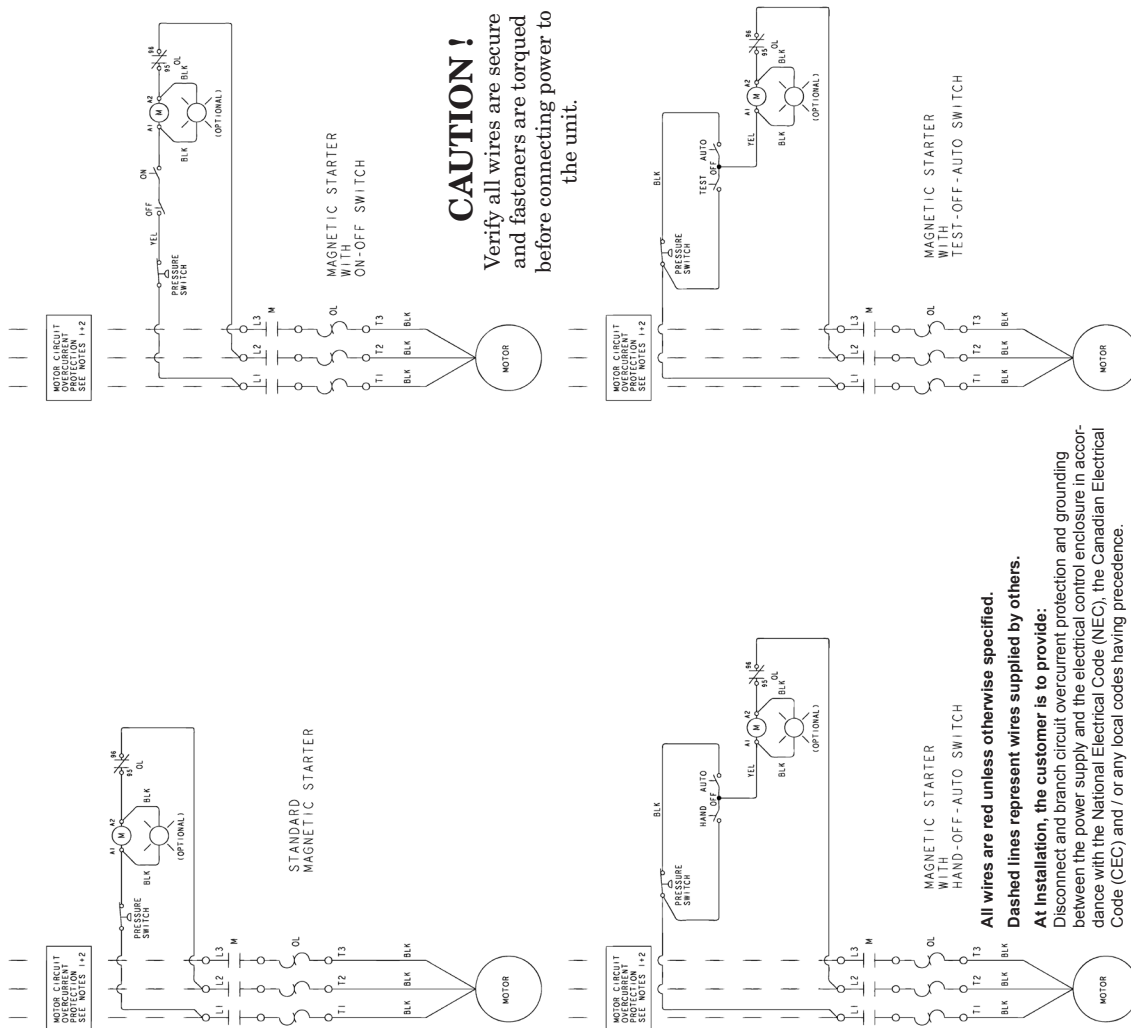 MOTOR CIRCUIT
OVERCURRENT
PROTECTION
SEE NOTES 1+2
PRESSURE
SWITCH
A1
M
A2
BLK
BLK
(OPTIONAL)
95
96
OL
L1
L2
L3
M
OL
T1
T2
T3
BLK
BLK
BLK
MOTOR
STANDARD
MAGNETIC STARTER
MOTOR CIRCUIT
OVERCURRENT
PROTECTION
SEE NOTES 1+2
PRESSURE
SWITCH
YEL
OFF
ON
A1
M
A2
BLK
BLK
(OPTIONAL)
95
96
OL
L1
L2
L3
M
OL
T1
T2
T3
BLK
BLK
BLK
MOTOR
MAGNETIC STARTER
WITH
ON-OFF SWITCH
CAUTION !
Verify all wires are secure
and fasteners are torqued
before connecting power to
the unit.
MOTOR CIRCUIT
OVERCURRENT
PROTECTION
SEE NOTES 1+2
PRESSURE
SWITCH
BLK
HAND
OFF
AUTO
YEL
A1
M
A2
BLK
BLK
(OPTIONAL)
95
96
OL
L1
L2
L3
M
OL
T1
T2
T3
BLK
BLK
BLK
MOTOR
MAGNETIC STARTER
WITH
HAND-OFF-AUTO SWITCH
MOTOR CIRCUIT
OVERCURRENT
PROTECTION
SEE NOTES 1+2
PRESSURE
SWITCH
BLK
TEST
OFF
AUTO
YEL
A1
M
A2
BLK
BLK
(OPTIONAL)
95
96
OL
L1
L2
L3
M
OL
T1
T2
T3
BLK
BLK
BLK
MOTOR
MAGNETIC STARTER
WITH
TEST-OFF-AUTO SWITCH
All wires are red unless otherwise specified.
Dashed lines represent wires supplied by others.
At Installation, the customer is to provide:
Disconnect and branch circuit overcurrent protection and grounding
between the power supply and the electrical control enclosure in accor-
dance with the National Electrical Code (NEC), the Canadian Electrical
Code (CEC) and / or any local codes having precedence.